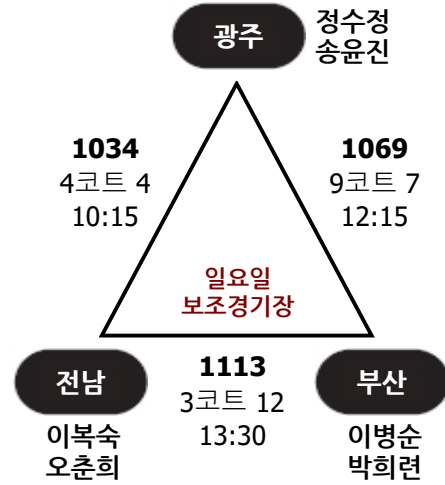 광주
정수정
송윤진
1034
4코트 4
10:15
1069
9코트 7
12:15
일요일
보조경기장
전남
이복숙
오춘희
1113
3코트 12
13:30
부산
이병순
박희련